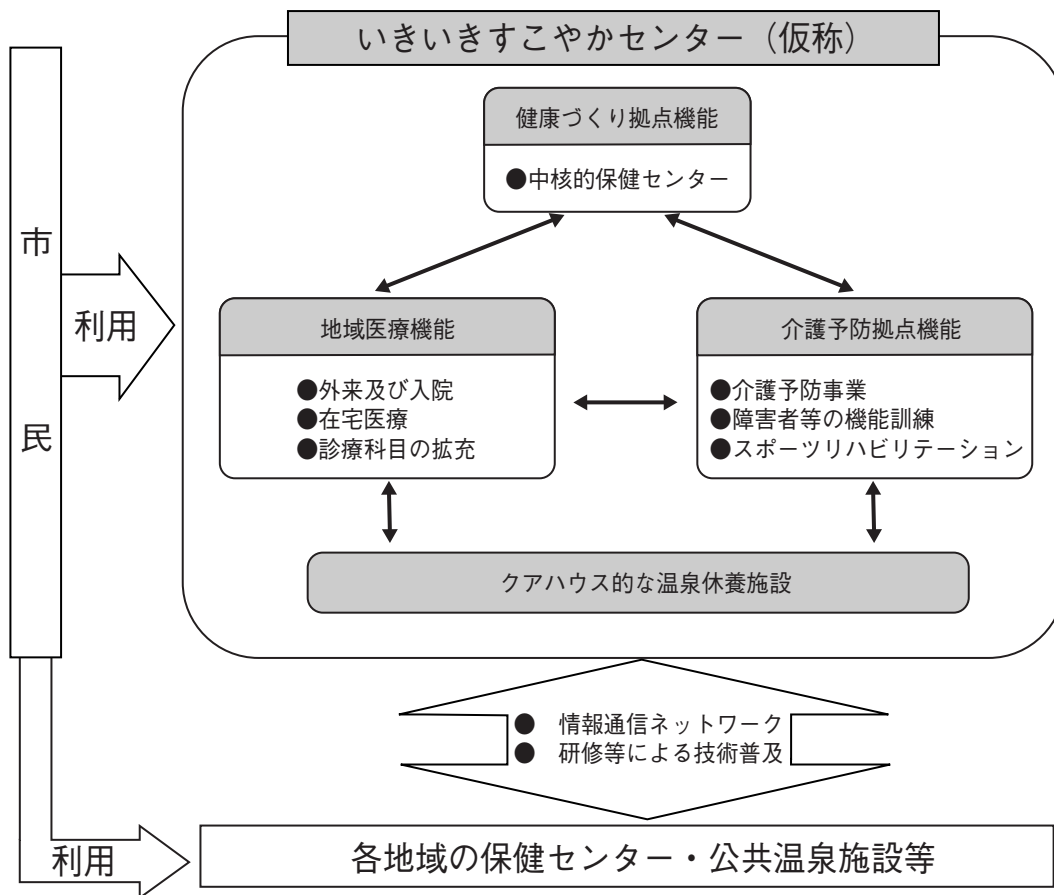 いきいきすこやかセンター（仮称）
健康づくり拠点機能
●中核的保健センター
市民
利用
地域医療機能
●外来及び入院
●在宅医療
●診療科目の拡充
介護予防拠点機能
●介護予防事業
●障害者等の機能訓練
●スポーツリハビリテーション
クアハウス的な温泉休養施設
● 情報通信ネットワーク
● 研修等による技術普及
利用
各地域の保健センター・公共温泉施設等